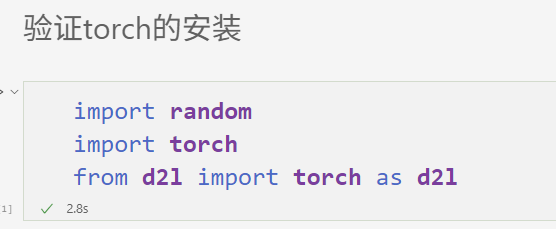 验证torch的安装
import random
import torch
from d2l import torch as d2l
1]
2.8s